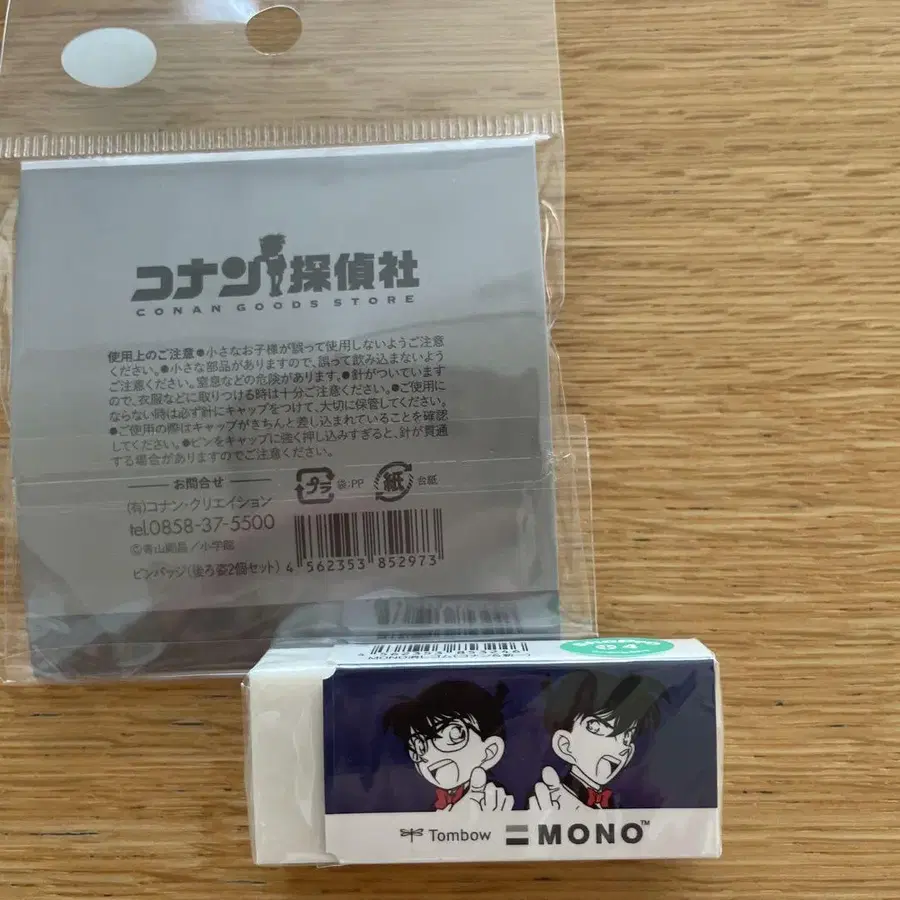 コナン探偵社
CONAN GOODS STORE
使用上のご注意●小さなお子様が誤って使用しないようご注意
ください。●小さな部品がありますので、誤って飲み込まないよう
ご注意ください。窒息などの危険があります。●針がついています
ので、衣服などに取りつける時は十分ご注意ください。●ご使用に
ならない時は必ず針にキャップをつけて、大切に保管してください。
●ご使用の際はキャップがきちんと差し込まれていることを確認
してください。●ピンをキャップに強く押し込みすぎると、針が貫通
する場合がありますのでご注意ください。
お問合せ
プラ 袋:PP 紙 台紙
(有)コナン・クリエイション
tel.0858-37-5500
©青山剛昌/小学館
ピンバッジ(後ろ姿2個セット)
4 562353 852973
Tombow MONO™